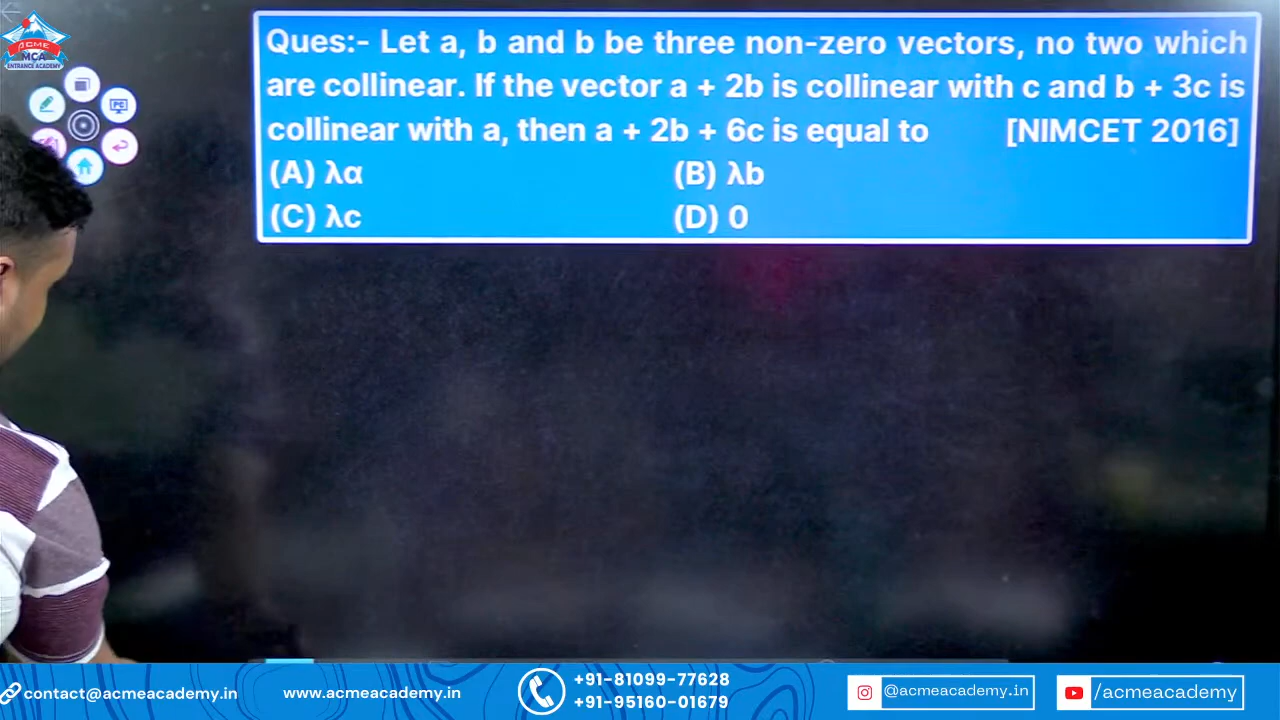 ACME
MCA
ENTRANCE ACADEMY
PC
Ques:- Let a, b and b be three non-zero vectors, no two which
are collinear. If the vector a + 2b is collinear with c and b + 3c is
collinear with a, then a + 2b + 6c is equal to [NIMCET 2016]
(A) λα (B) λb
(C) λc (D) 0
contact@acmeacademy.in www.acmeacademy.in +91-81099-77628 @acmeacademy.in /acmeacademy
+91-95160-01679